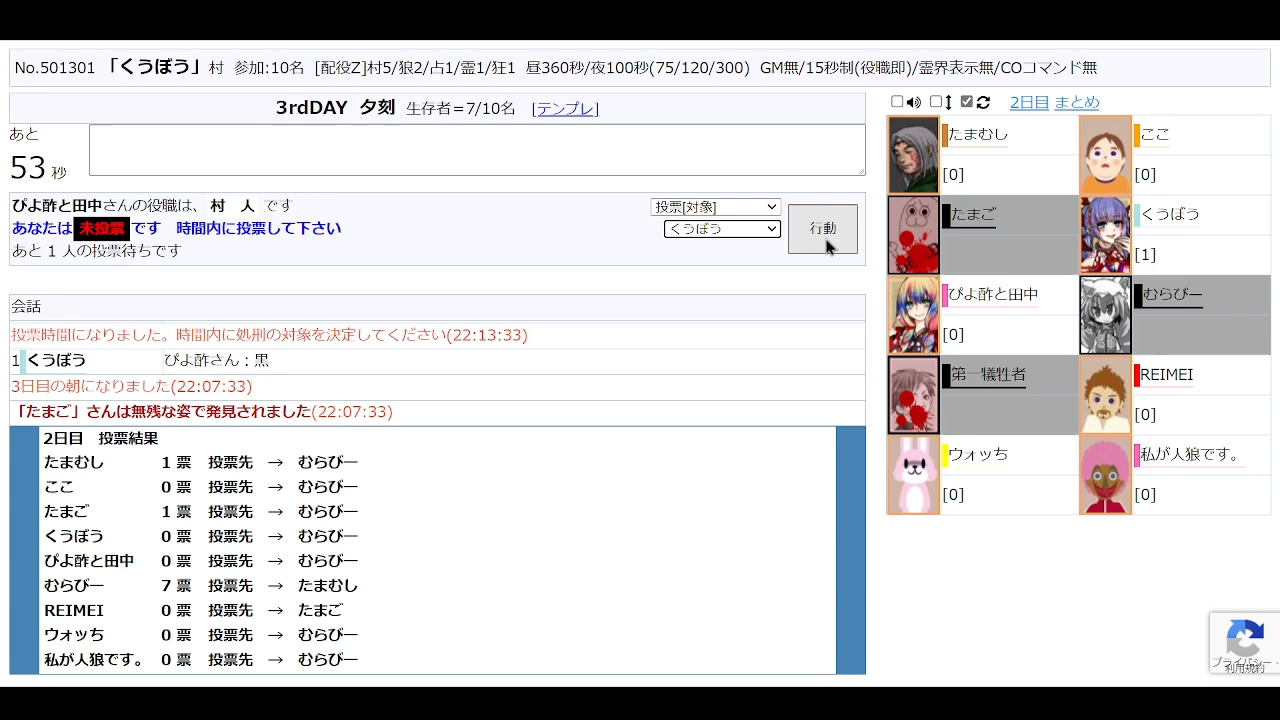 No.501301 「くうぼう」村 参加:10名 [配役Z]村5/狼2/占1/霊1/狂1 昼360秒/夜100秒(75/120/300) GM無/15秒制(役職即)/霊界表示無/COコマンド無
3rdDAY 夕刻 生存者＝7/10名 [テンプレ]
あと
53 秒
ぴよ酢と田中さんの役職は、 村 人 です
あなたは 未投票 です 時間内に投票して下さい
あと 1 人の投票待ちです
投票[対象]
くうぼう
行動
会話
投票時間になりました。時間内に処刑の対象を決定してください(22:13:33)
1 くうぼう ぴよ酢さん：黒
3日目の朝になりました(22:07:33)
「たまご」さんは無残な姿で発見されました(22:07:33)
2日目 投票結果
たまむし 1 票 投票先 → むらびー
ここ 0 票 投票先 → むらびー
たまご 1 票 投票先 → むらびー
くうぼう 0 票 投票先 → むらびー
ぴよ酢と田中 0 票 投票先 → むらびー
むらびー 7 票 投票先 → たまむし
REIMEI 0 票 投票先 → たまご
ウォッち 0 票 投票先 → むらびー
私が人狼です。 0 票 投票先 → むらびー
2日目 まとめ
たまむし
[0]
ここ
[0]
たまご
くうぼう
[1]
ぴよ酢と田中
[0]
むらびー
第一犠牲者
REIMEI
[0]
ウォッち
[0]
私が人狼です。
[0]
プライバシー -
利用規約